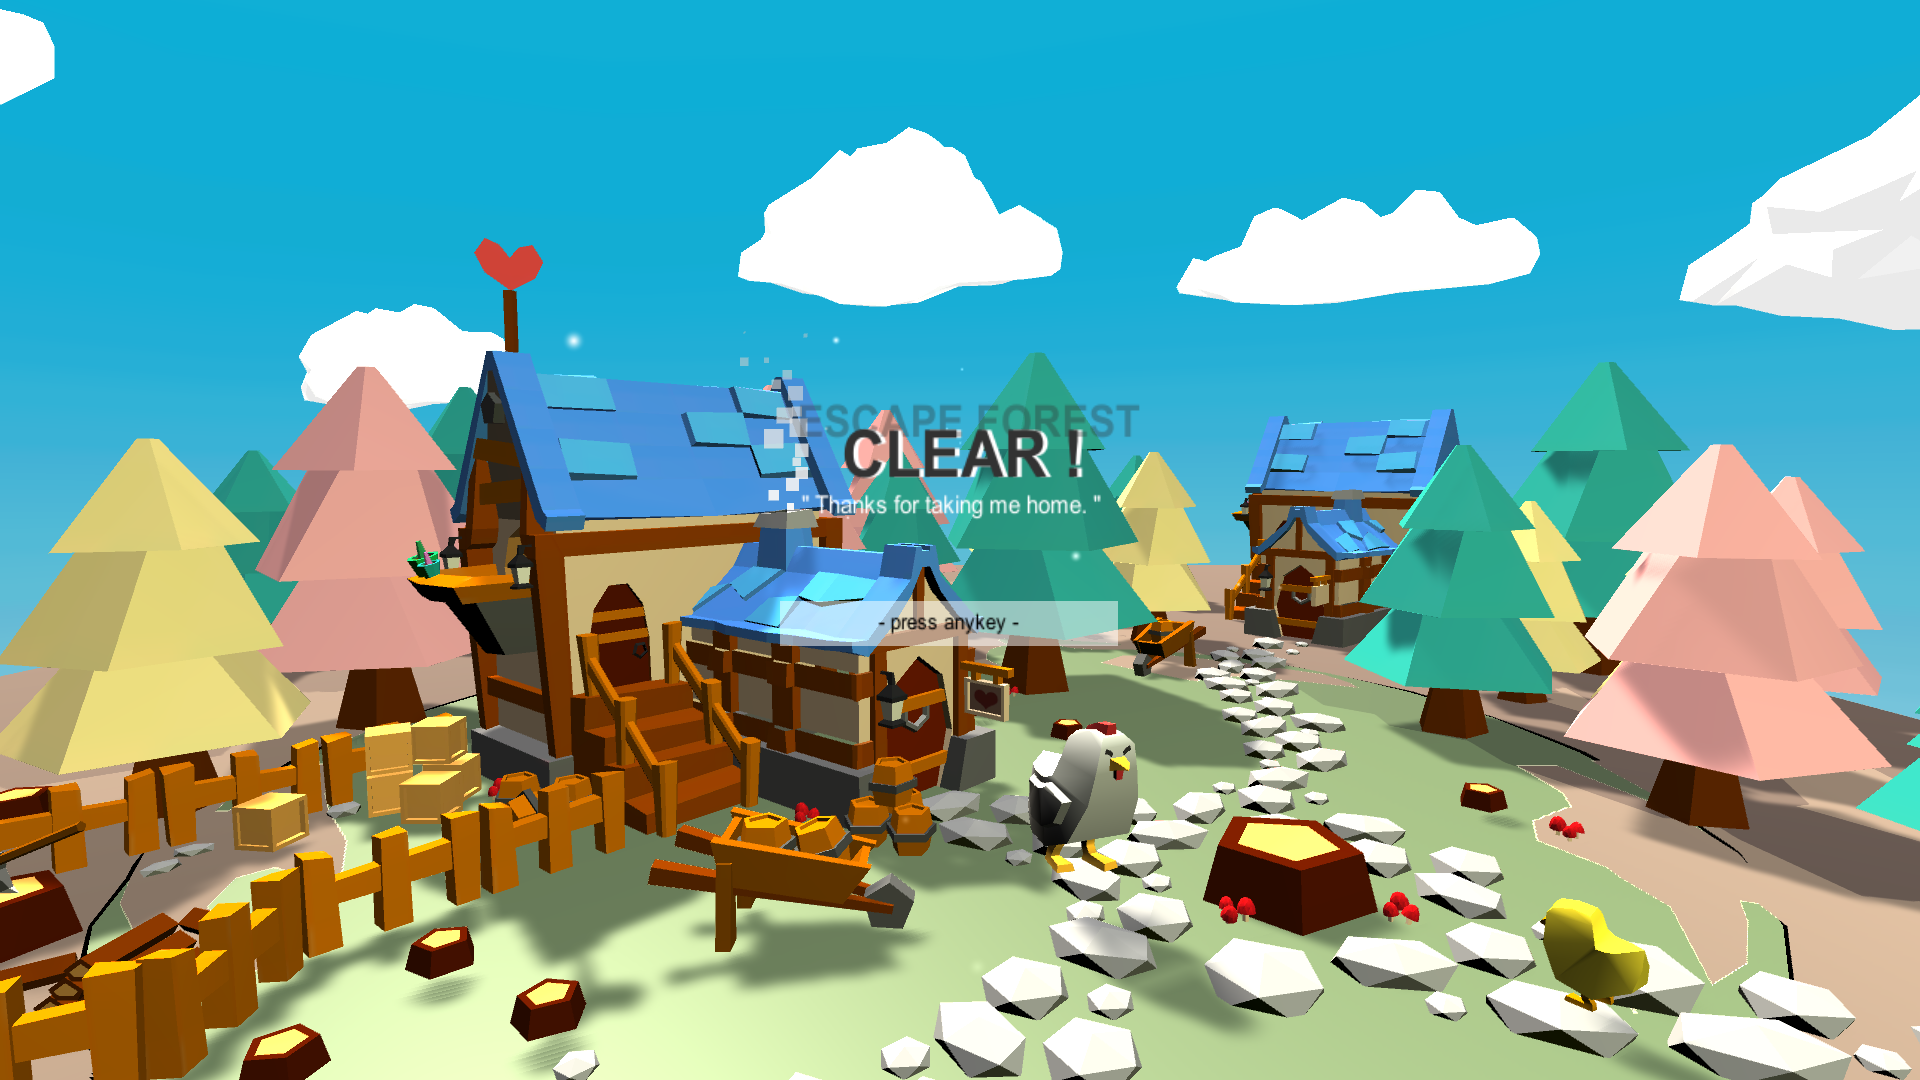 ESCAPE FOREST
CLEAR !
" Thanks for taking me home. "
- press anykey -